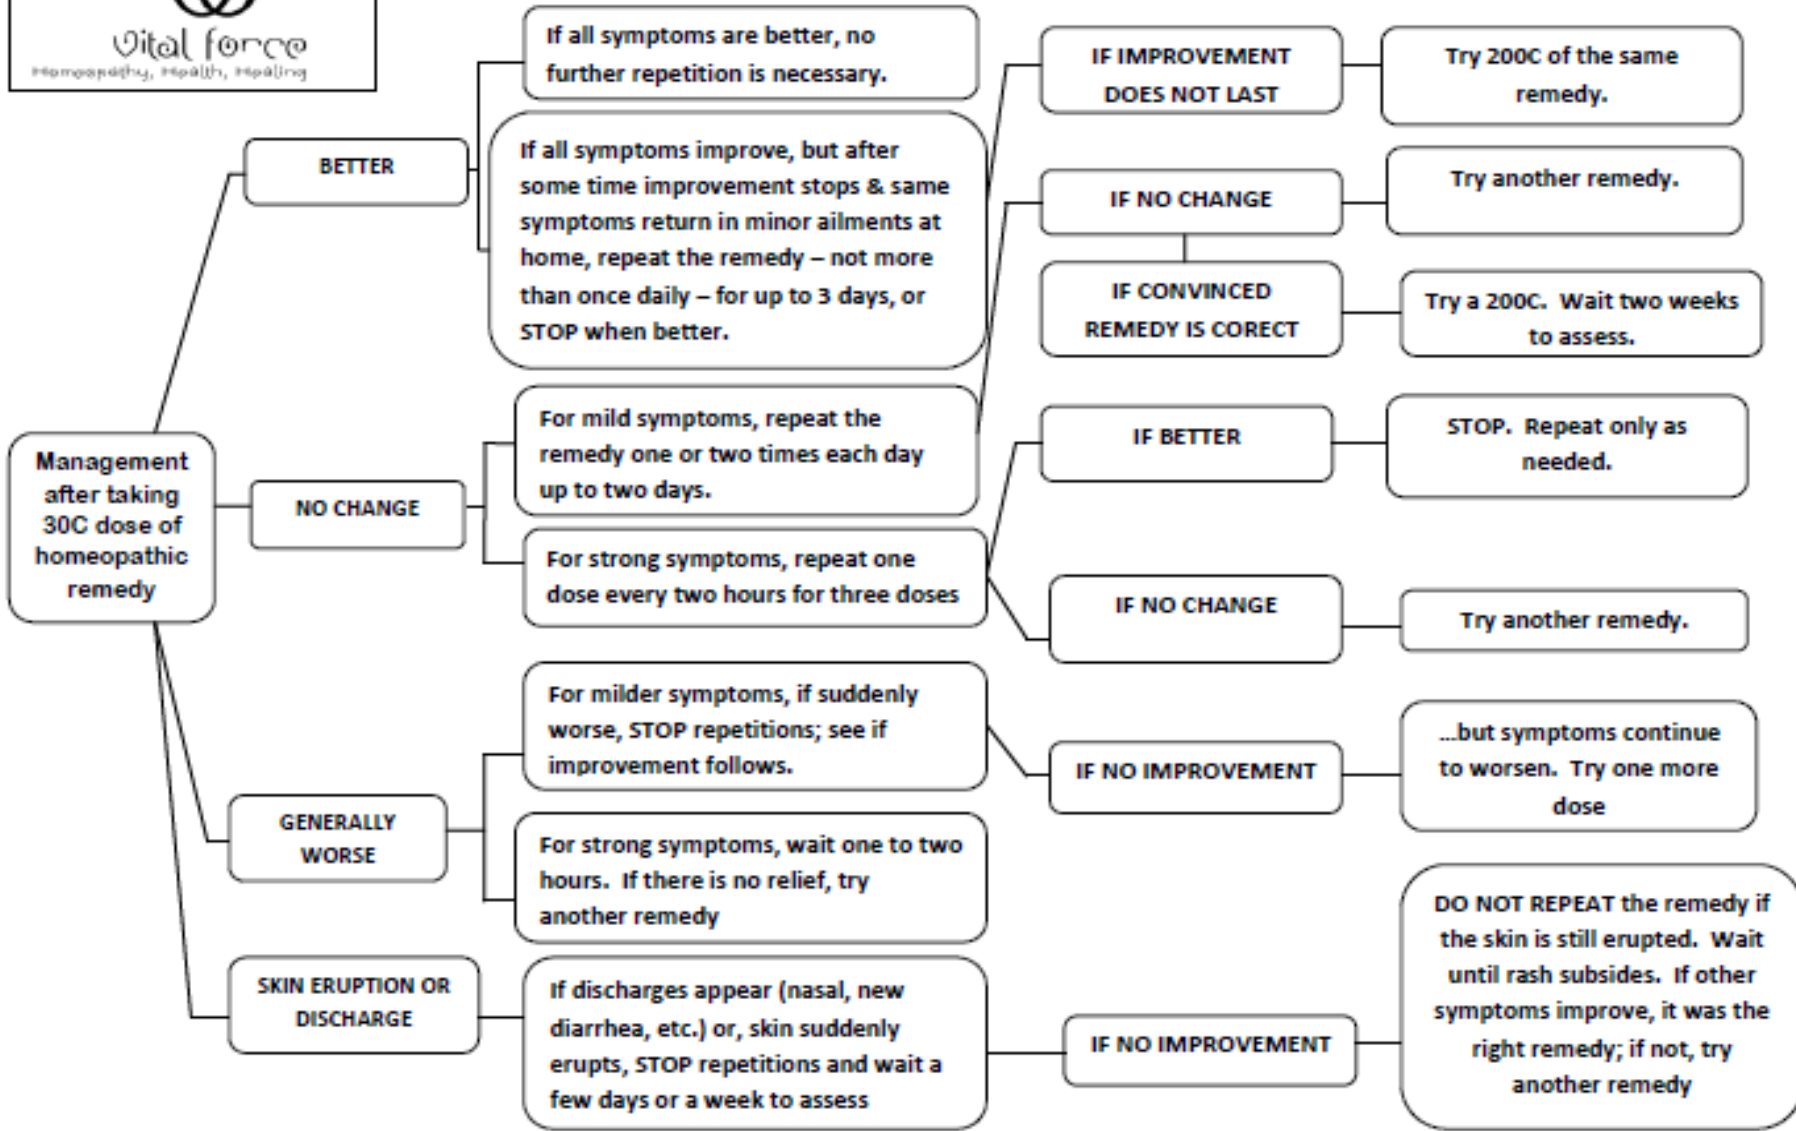 Vital force
Homeopathy, Health, Healing
Management
after taking
30C dose of
homeopathic
remedy
BETTER
If all symptoms are better, no
further repetition is necessary.
If all symptoms improve, but after
some time improvement stops & same
symptoms return in minor ailments at
home, repeat the remedy – not more
than once daily – for up to 3 days, or
STOP when better.
IF IMPROVEMENT
DOES NOT LAST
Try 200C of the same
remedy.
NO CHANGE
For mild symptoms, repeat the
remedy one or two times each day
up to two days.
IF NO CHANGE
Try another remedy.
IF CONVINCED
REMEDY IS CORECT
Try a 200C. Wait two weeks
to assess.
For strong symptoms, repeat one
dose every two hours for three doses
IF BETTER
STOP. Repeat only as
needed.
IF NO CHANGE
Try another remedy.
GENERALLY
WORSE
For milder symptoms, if suddenly
worse, STOP repetitions; see if
improvement follows.
IF NO IMPROVEMENT
...but symptoms continue
to worsen. Try one more
dose
For strong symptoms, wait one to two
hours. If there is no relief, try
another remedy
SKIN ERUPTION OR
DISCHARGE
If discharges appear (nasal, new
diarrhea, etc.) or, skin suddenly
erupts, STOP repetitions and wait a
few days or a week to assess
IF NO IMPROVEMENT
DO NOT REPEAT the remedy if
the skin is still erupted. Wait
until rash subsides. If other
symptoms improve, it was the
right remedy; if not, try
another remedy